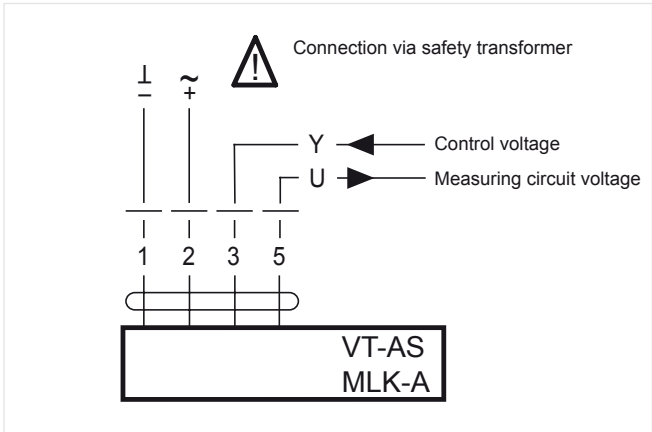 Connection via safety transformer
⊥ ~
– +
Y Control voltage
U Measuring circuit voltage
1 2 3 5
VT-AS
MLK-A